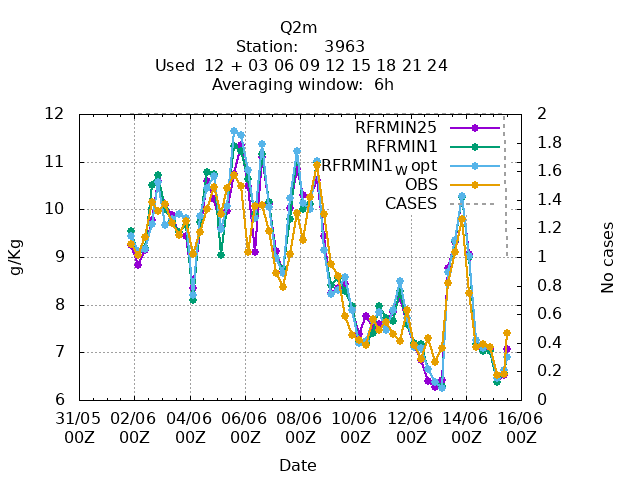 Q2m
Station: 3963
Used 12 + 03 06 09 12 15 18 21 24
Averaging window: 6h
RFRMIN25
RFRMIN1
RFRMIN1w opt
OBS
CASES
g/Kg
12
11
10
9
8
7
6
No cases
2
1.8
1.6
1.4
1.2
1
0.8
0.6
0.4
0.2
0
31/05 02/06 04/06 06/06 08/06 10/06 12/06 14/06 16/06
00Z 00Z 00Z 00Z 00Z 00Z 00Z 00Z 00Z
Date